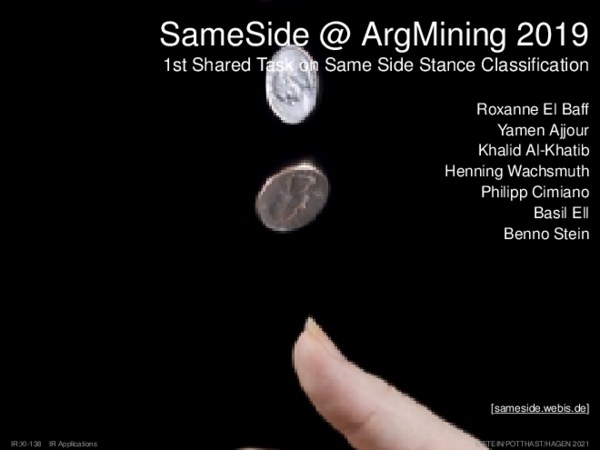 SameSide @ ArgMining 2019
1st Shared Task on Same Side Stance Classification
Roxanne El Baff
Yamen Ajjour
Khalid Al-Khatib
Henning Wachsmuth
Philipp Cimiano
Basil Ell
Benno Stein
[sameside.webis.de]
IR:XI-138 IR Applications
STEIN/POTTHAST/HAGEN 2021